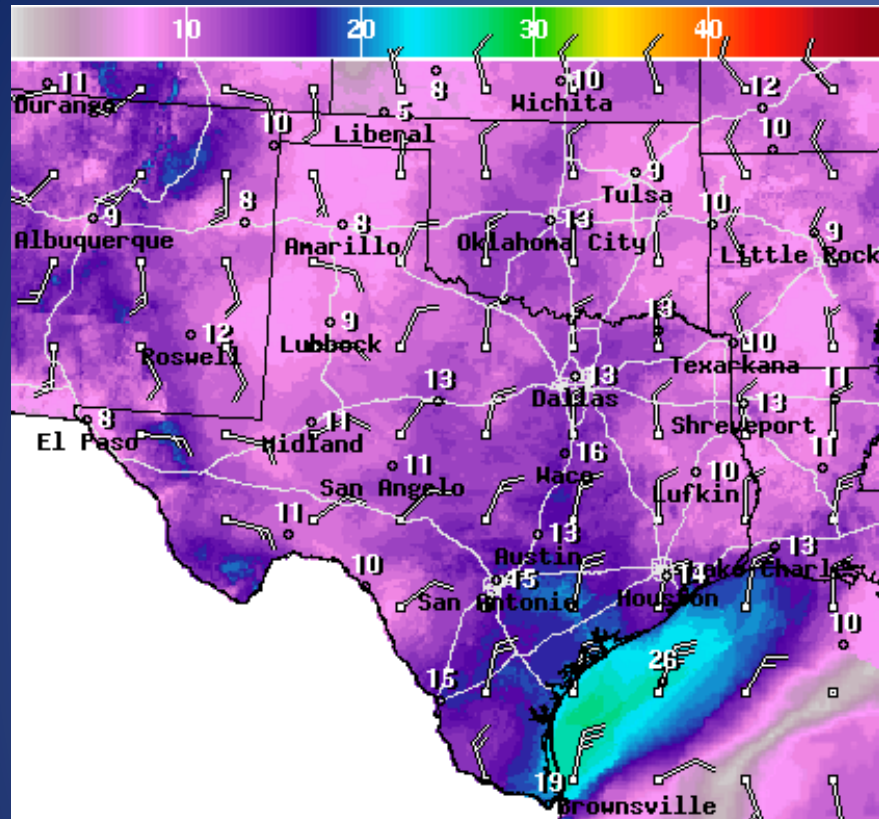 10 20 30 40
11 8 10 12
Durango Wichita
5
Liberal
10 10
9
Tulsa
9 8 8 13 10 9
Albuquerque Amarillo Oklahoma City Little Rock
12 9 13 10
Roswell Lubbock Texarkana
13 13 11
Dallas
8 11 13
El Paso Midland Shreveport
11 16 10 11
San Angelo Waco Lufkin
11 13 13
Austin
10 15 14
San Antonio Houston
10
26
15
19
Brownsville